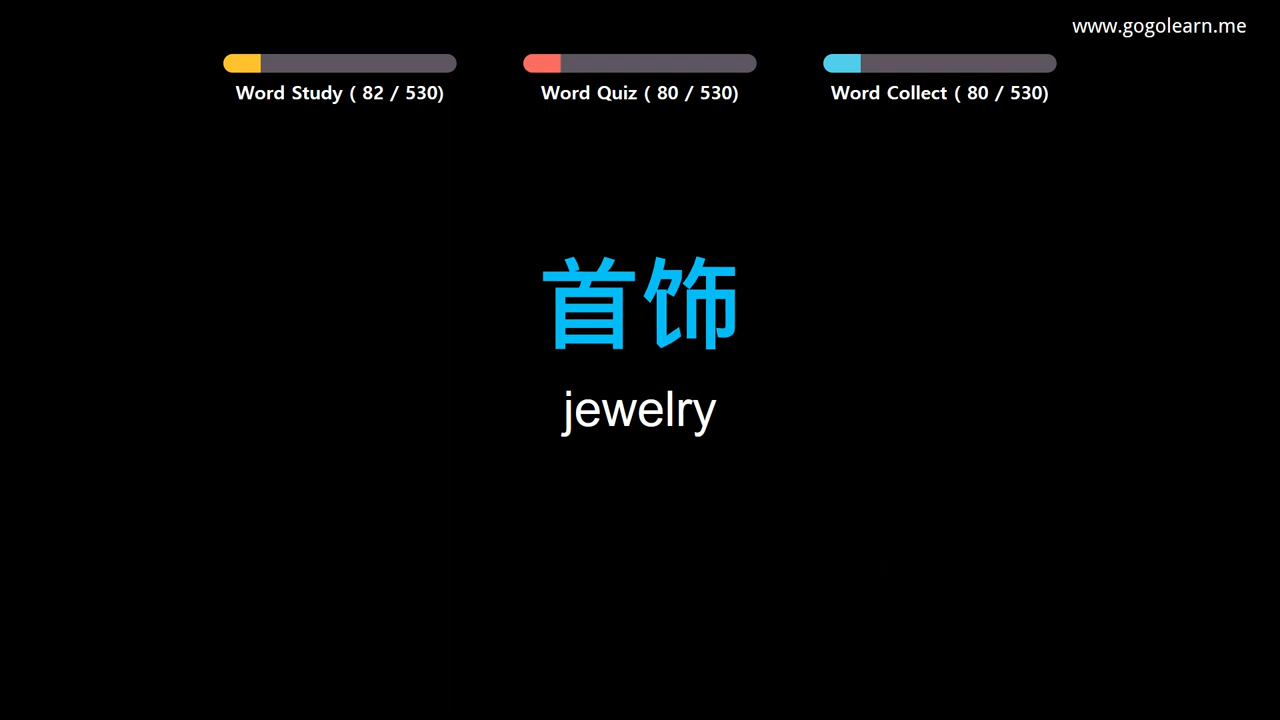 www.gogolearn.me
Word Study ( 82 / 530)
Word Quiz ( 80 / 530)
Word Collect ( 80 / 530)
首饰
jewelry